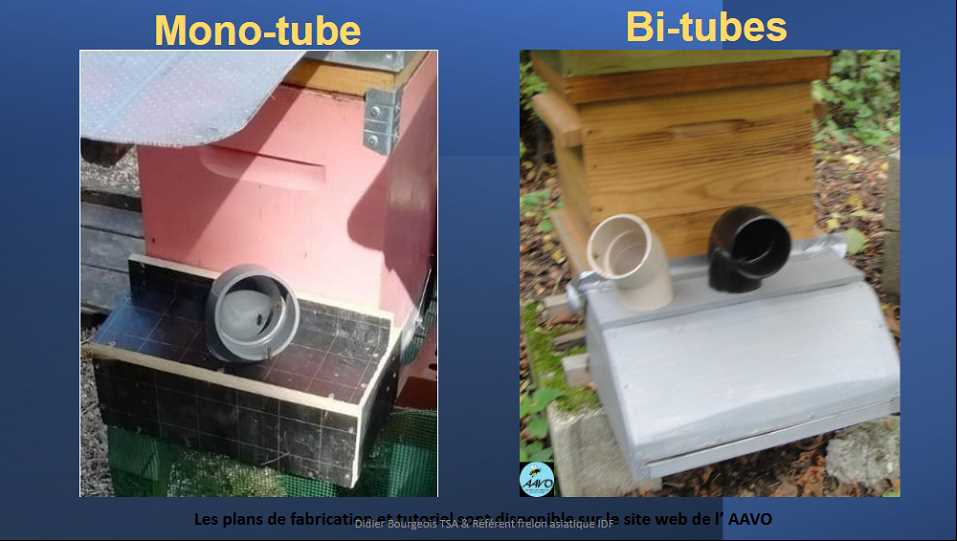 Mono-tube
Bi-tubes
AAVO
Les plans de fabrication et tutoriel sont disponible sur le site web de l’ AAVO
Didier Bourgeois TSA & Référent frelon asiatique IDF